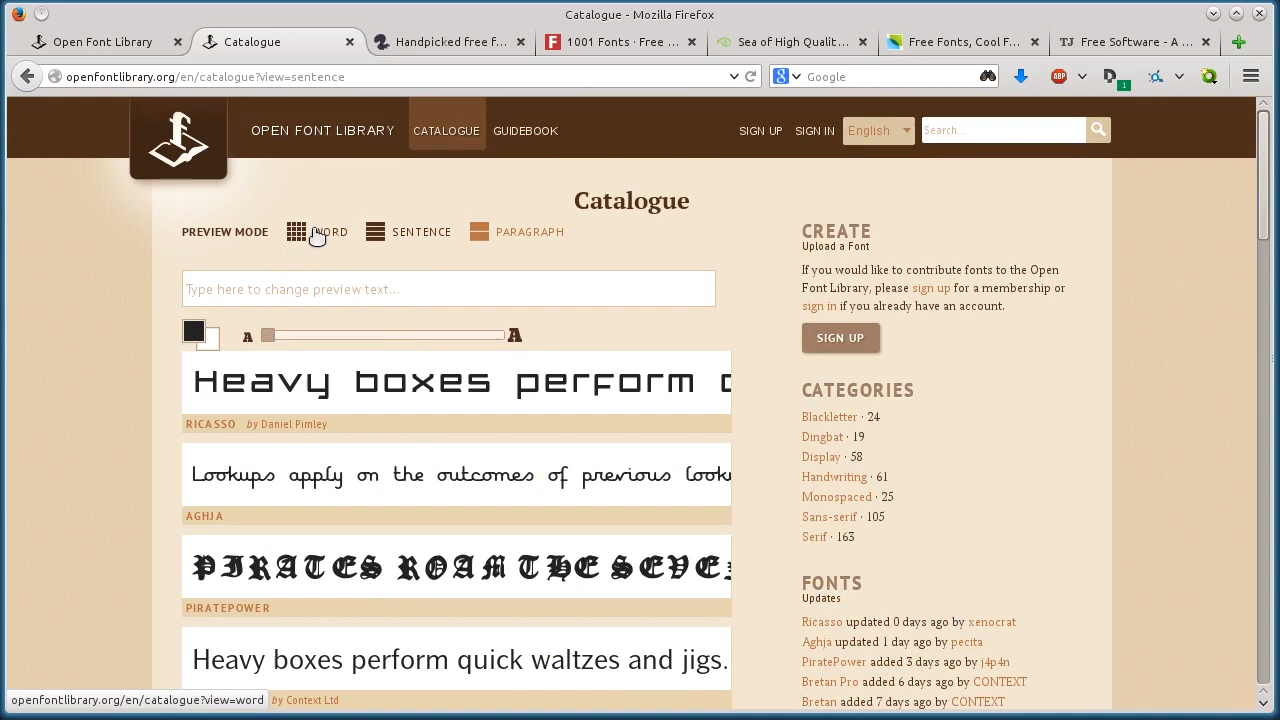 Catalogue - Mozilla Firefox
Open Font Library
Catalogue
Handpicked free f...
1001 Fonts · Free ...
Sea of High Qualit...
Free Fonts, Cool F...
TJ Free Software - A ...
openfontlibrary.org/en/catalogue?view=sentence
Google
ABP
1
OPEN FONT LIBRARY
CATALOGUE
GUIDEBOOK
SIGN UP
SIGN IN
English
Search...
Catalogue
PREVIEW MODE
SENTENCE
PARAGRAPH
Type here to change preview text...
A A
Heavy boxes perform
RICASSO by Daniel Pimley
Lookups apply on the outcomes of previous looku
AGHJA
PIRATES ROAM THE SEVE
PIRATEPOWER
Heavy boxes perform quick waltzes and jigs.
by Context Ltd
CREATE
Upload a Font
If you would like to contribute fonts to the Open
Font Library, please sign up for a membership or
sign in if you already have an account.
SIGN UP
CATEGORIES
Blackletter · 24
Dingbat · 19
Display · 58
Handwriting · 61
Monospaced · 25
Sans-serif · 105
Serif · 163
FONTS
Updates
Ricasso updated 0 days ago by xenocrat
Aghja updated 1 day ago by pecita
PiratePower added 3 days ago by j4p4n
Bretan Pro added 6 days ago by CONTEXT
Bretan added 7 days ago by CONTEXT
openfontlibrary.org/en/catalogue?view=word